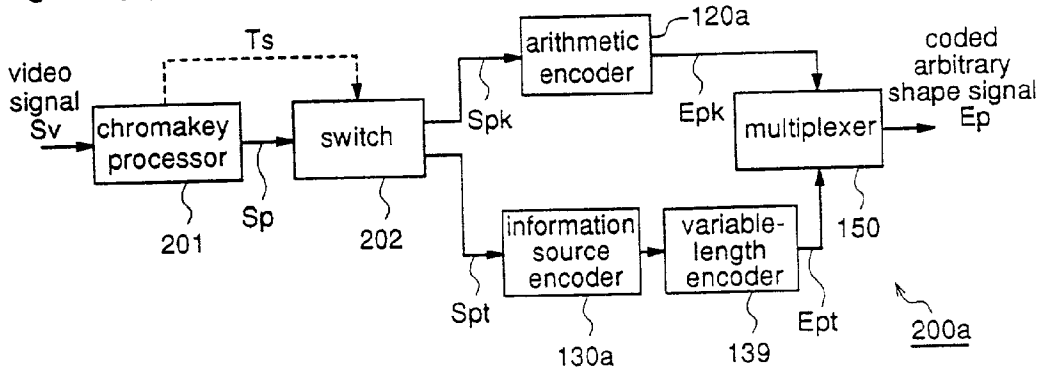 120a
Ts
arithmetic
encoder
coded
arbitrary
shape signal
Ep
video
signal
Sv
chromakey
processor
switch
Spk
Epk
multiplexer
Sp
201
202
150
information
source
encoder
variable-
length
encoder
Spt
130a
139
Ept
200a